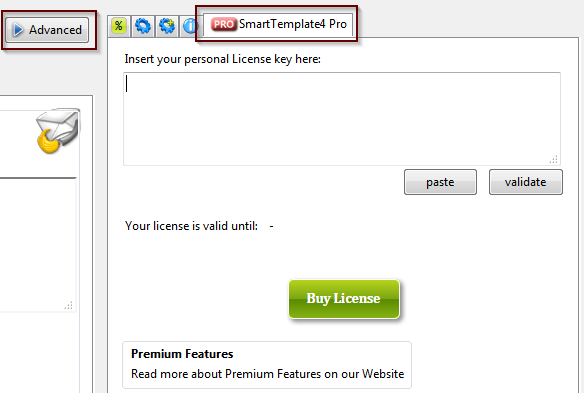 Advanced
%
PRO SmartTemplate4 Pro
Insert your personal License key here:
paste
validate
Your license is valid until: -
Buy License
Premium Features
Read more about Premium Features on our Website